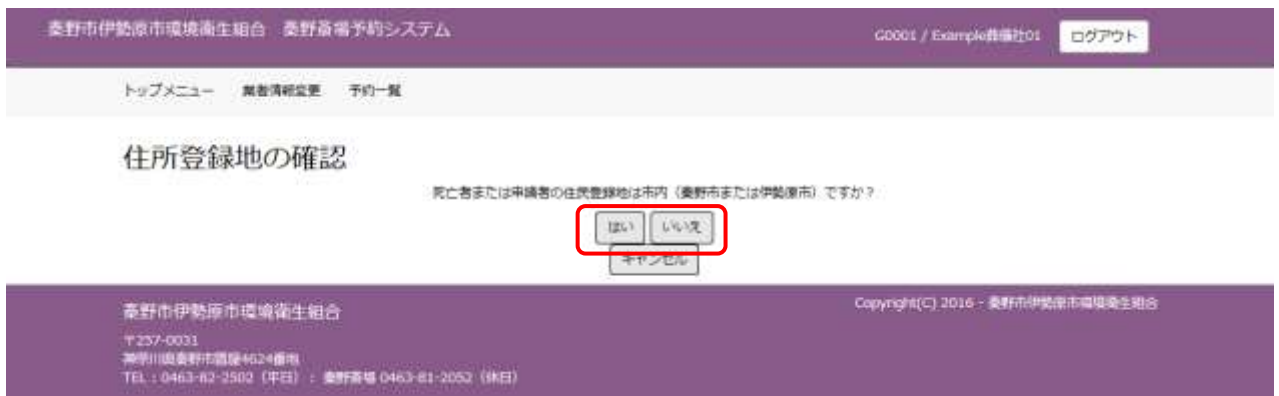 秦野市伊勢原市環境衛生組合　秦野斎場予約システム
G0001 / Example葬儀社01
ログアウト
トップメニュー　業者情報変更　予約一覧
住所登録地の確認
死亡者または申請者の住民登録地は市内（秦野市または伊勢原市）ですか？
はい　いいえ
キャンセル
秦野市伊勢原市環境衛生組合
Copyright(C) 2016 - 秦野市伊勢原市環境衛生組合
〒257-0031
神奈川県秦野市曽屋4624番地
TEL : 0463-82-2502（平日）: 秦野斎場 0463-81-2052（休日）